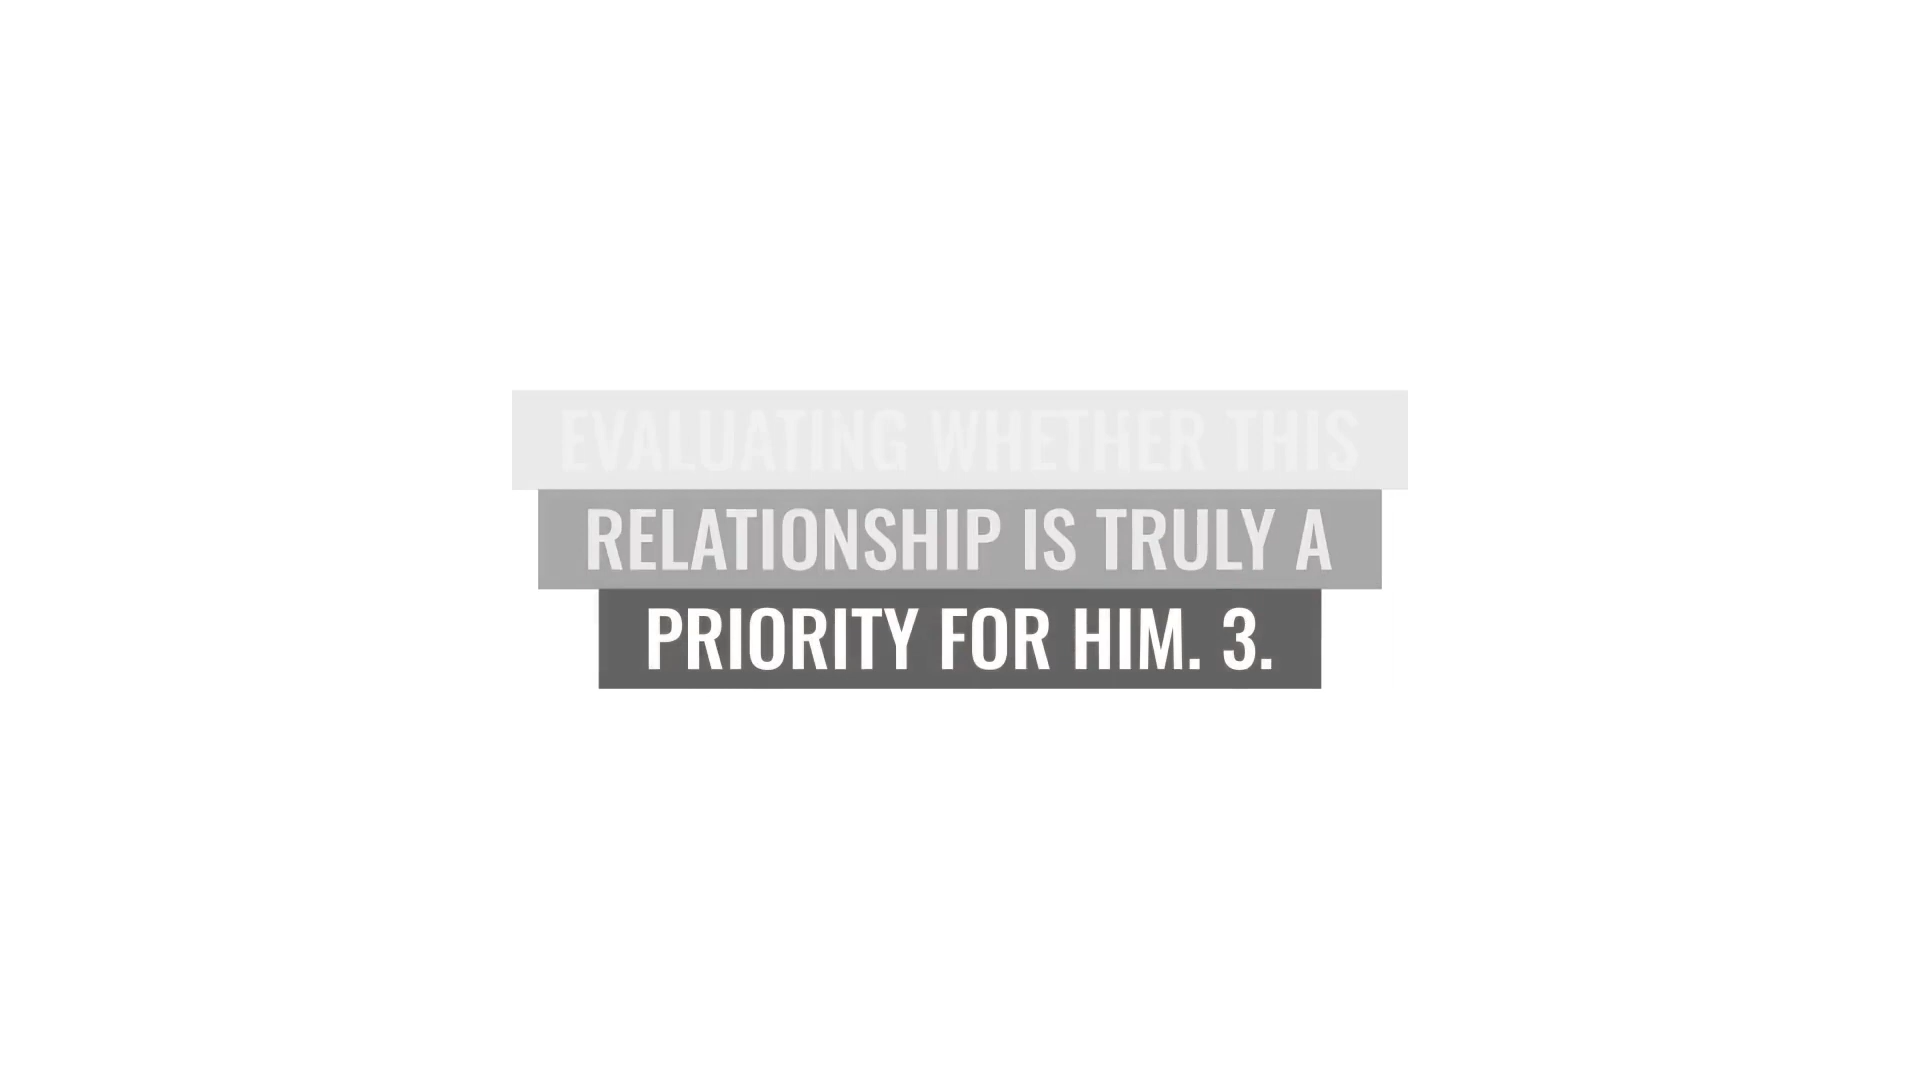 EVALUATING WHETHER THIS
RELATIONSHIP IS TRULY A
PRIORITY FOR HIM. 3.